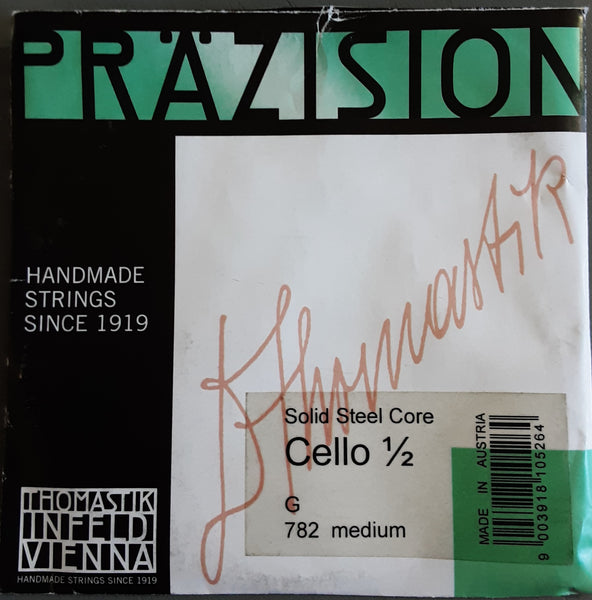 PRÄZISION
HANDMADE
STRINGS
SINCE 1919
Thomastik
Solid Steel Core
Cello ½
G
782 medium
MADE IN AUSTRIA
9 003918 105264
THOMASTIK
INFELD
VIENNA
HANDMADE STRINGS SINCE 1919